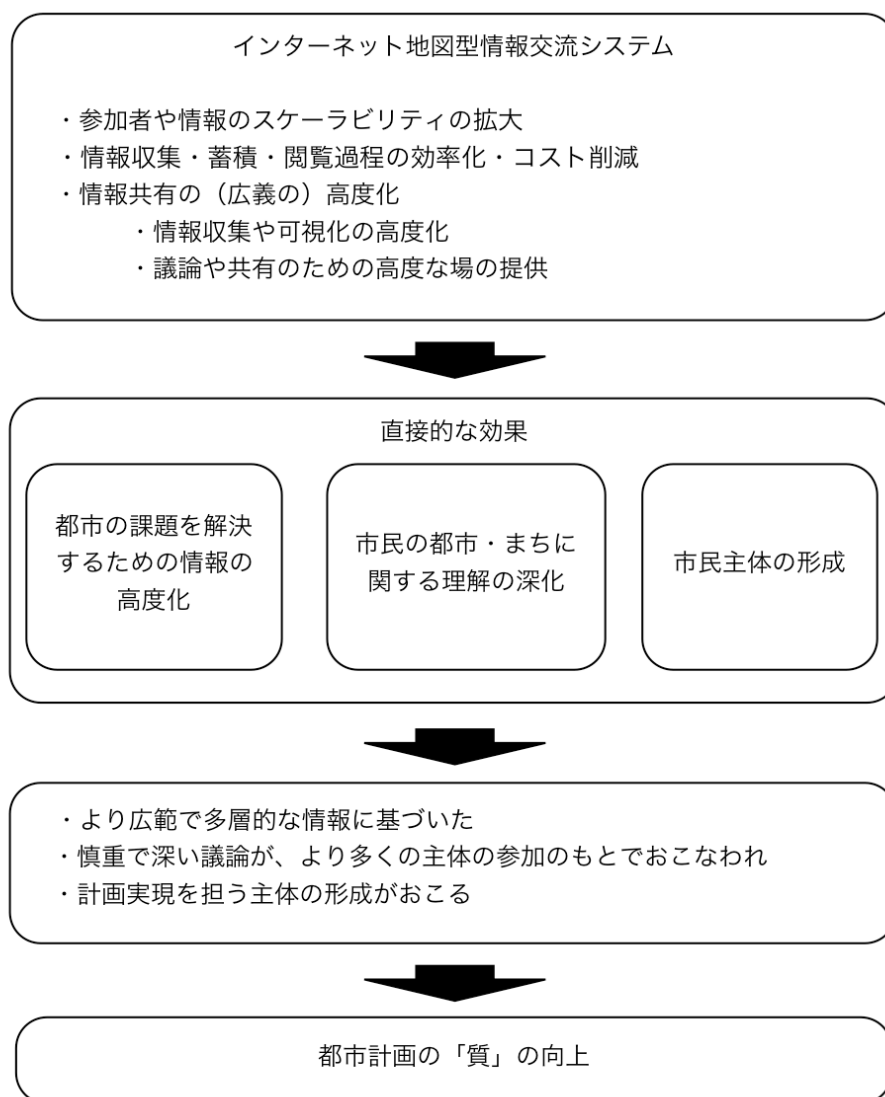 インターネット地図型情報交流システム
・参加者や情報のスケーラビリティの拡大
・情報収集・蓄積・閲覧過程の効率化・コスト削減
・情報共有の（広義の）高度化
・情報収集や可視化の高度化
・議論や共有のための高度な場の提供
直接的な効果
都市の課題を解決
するための情報の
高度化
市民の都市・まちに
関する理解の深化
市民主体の形成
・より広範で多層的な情報に基づいた
・慎重で深い議論が、より多くの主体の参加のもとでおこなわれ
・計画実現を担う主体の形成がおこる
都市計画の「質」の向上